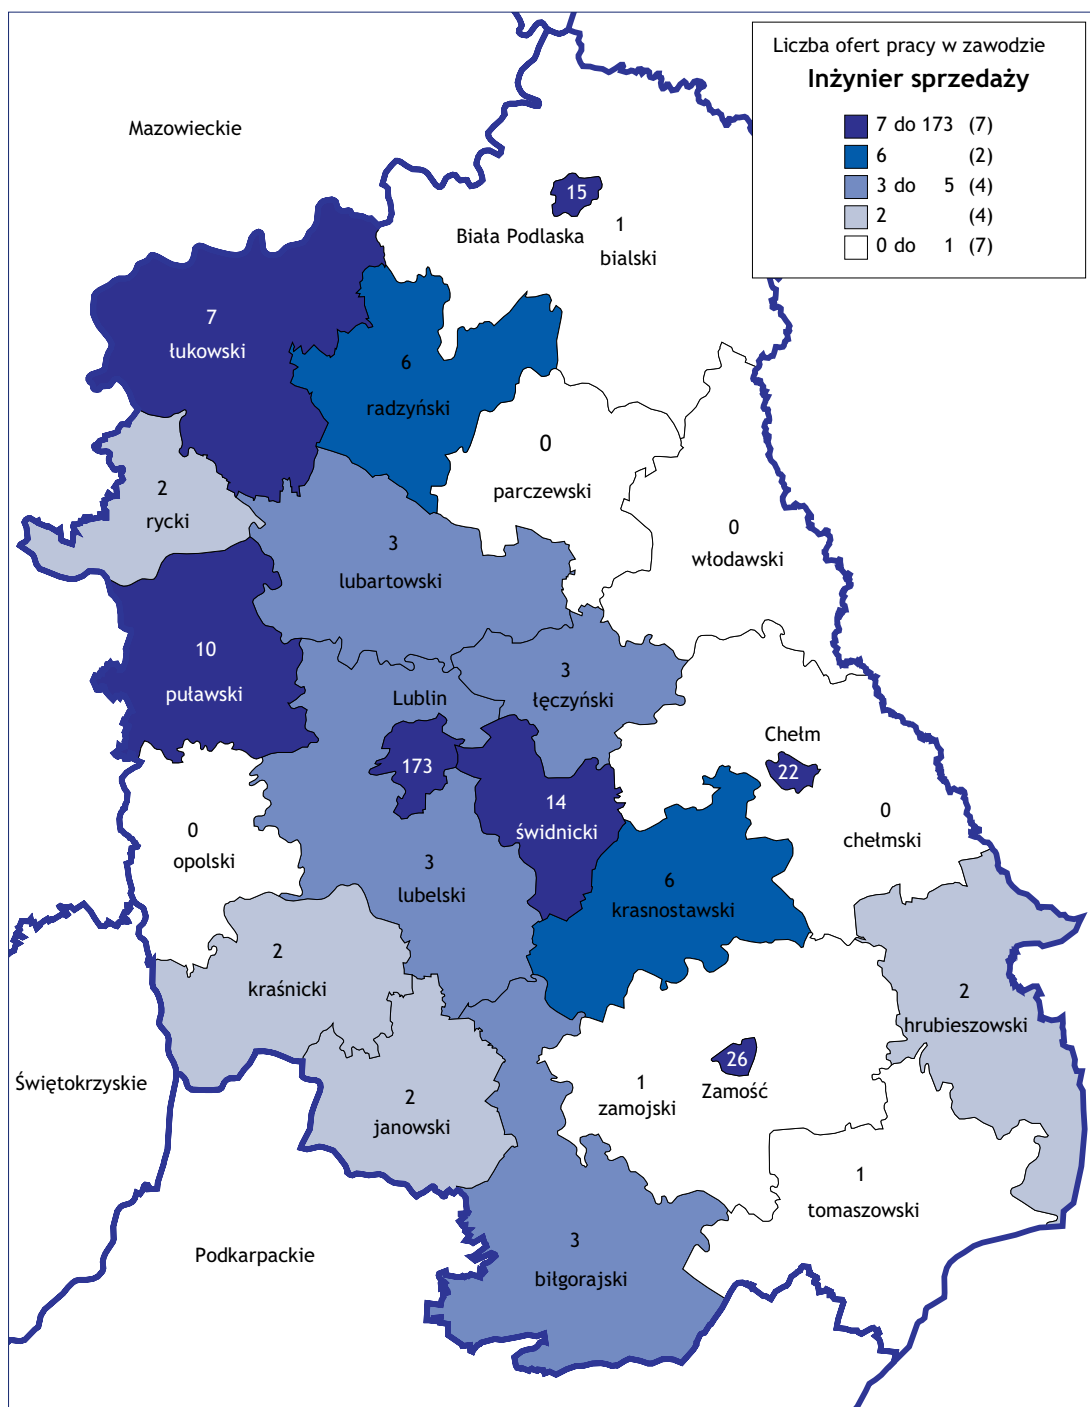 Liczba ofert pracy w zawodzie
Inżynier sprzedaży
7 do 173 (7)
6 (2)
3 do 5 (4)
2 (4)
0 do 1 (7)
Mazowieckie
15
Biała Podlaska
1
bialski
7
łukowski
6
radzyński
0
parczewski
2
rycki
0
włodawski
3
lubartowski
10
puławski
3
łęczyński
Lublin
173
Chełm
22
14
świdnicki
0
opolski
0
chełmski
3
lubelski
6
krasnostawski
2
kraśnicki
2
hrubieszowski
26
Zamość
1
zamojski
Świętokrzyskie
2
janowski
1
tomaszowski
Podkarpackie
3
biłgorajski